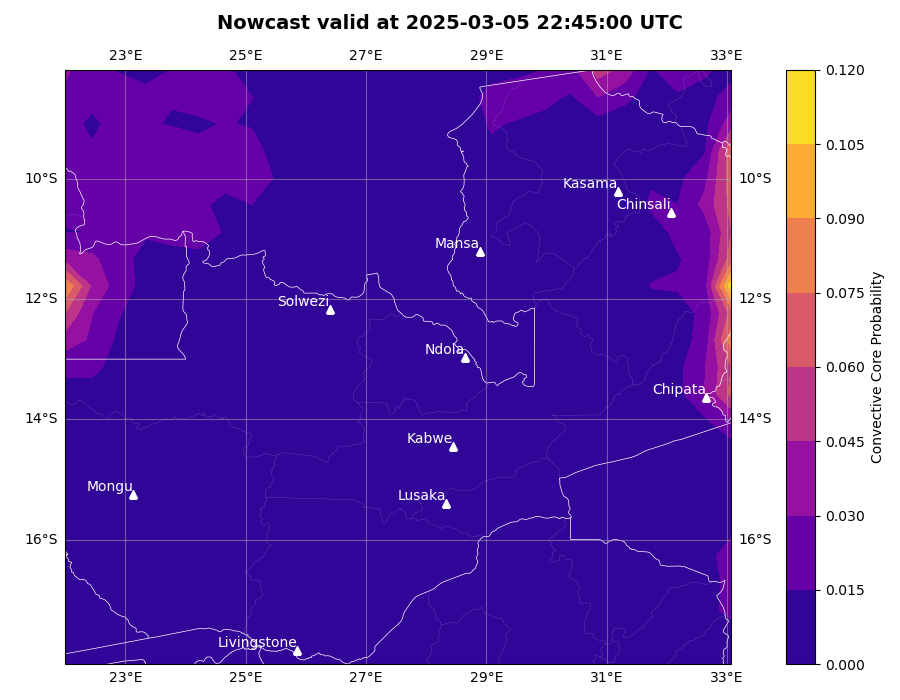 Nowcast valid at 2025-03-05 22:45:00 UTC
23°E 25°E 27°E 29°E 31°E 33°E
0.120
0.105
10°S 10°S
Kasama
Chinsali
0.090
Mansa
12°S 12°S
Solwezi
0.075
Ndola
0.060
Chipata
Convective Core Probability
14°S 14°S
Kabwe
0.045
Mongu
Lusaka
0.030
16°S 16°S
0.015
Livingstone
0.000
23°E 25°E 27°E 29°E 31°E 33°E